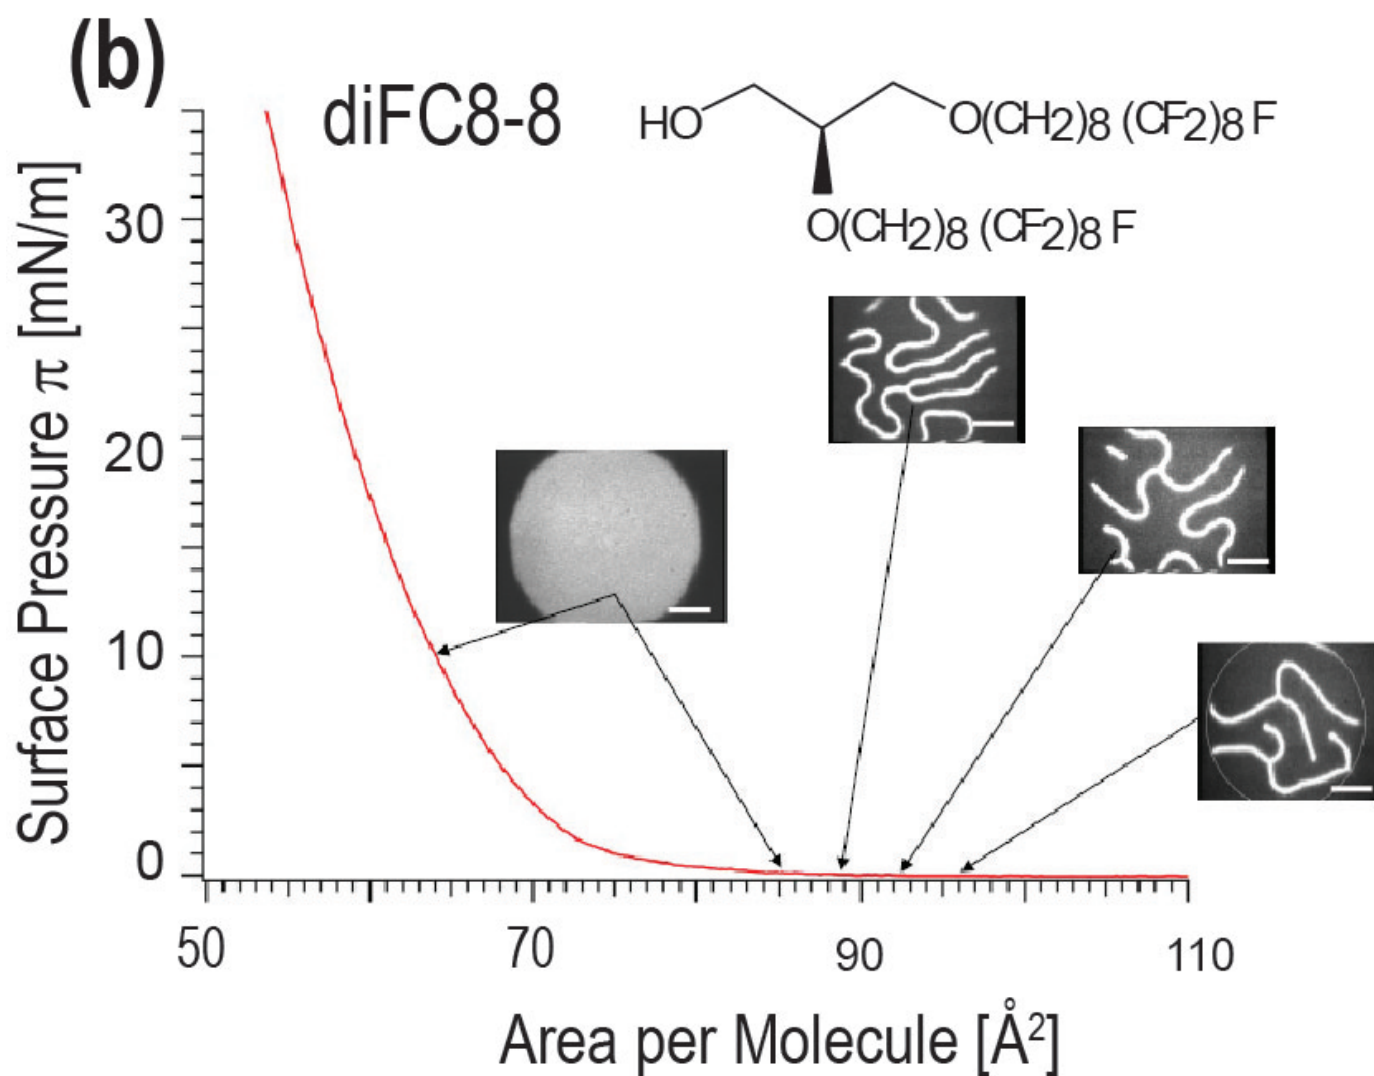 (b)
diFC8-8
HO
O(CH2)8 (CF2)8 F
O(CH2)8 (CF2)8 F
Surface Pressure π [mN/m]
30
20
10
0
50
70
90
110
Area per Molecule [Å²]